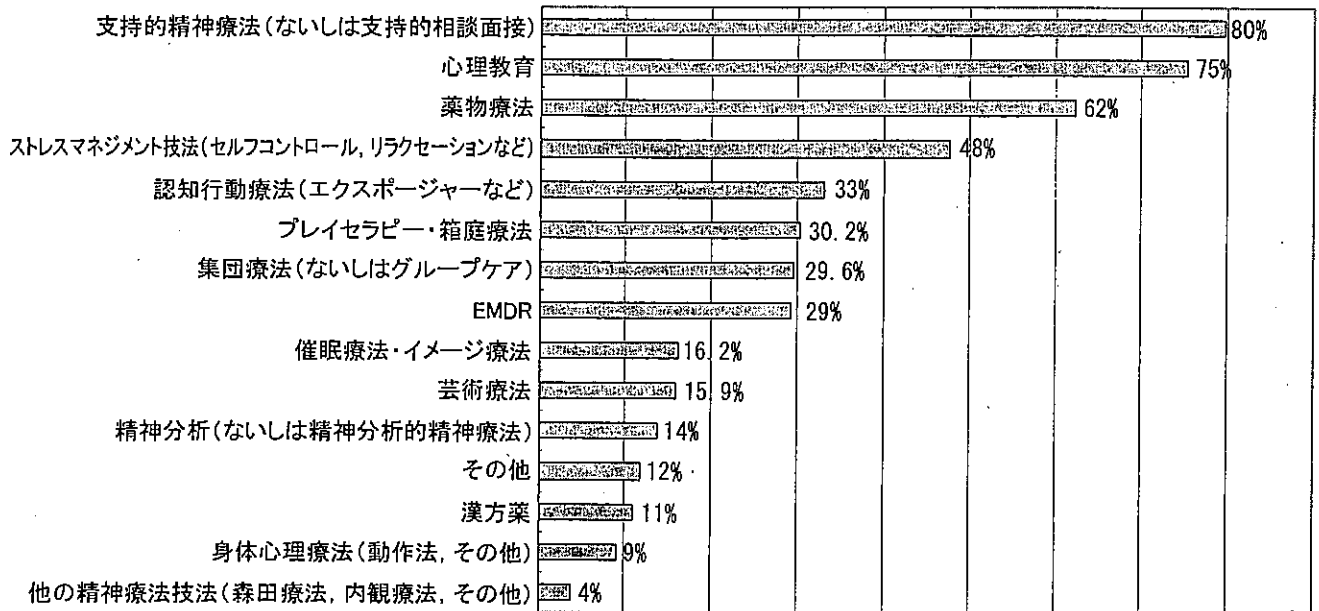 支持的精神療法(ないしは支持的相談面接) 80%
心理教育 75%
薬物療法 62%
ストレスマネジメント技法(セルフコントロール, リラクセーションなど) 48%
認知行動療法(エクスポージャーなど) 33%
プレイセラピー・箱庭療法 30.2%
集団療法(ないしはグループケア) 29.6%
EMDR 29%
催眠療法・イメージ療法 16.2%
芸術療法 15.9%
精神分析(ないしは精神分析的精神療法) 14%
その他 12%
漢方薬 11%
身体心理療法(動作法, その他) 9%
他の精神療法技法(森田療法, 内観療法, その他) 4%